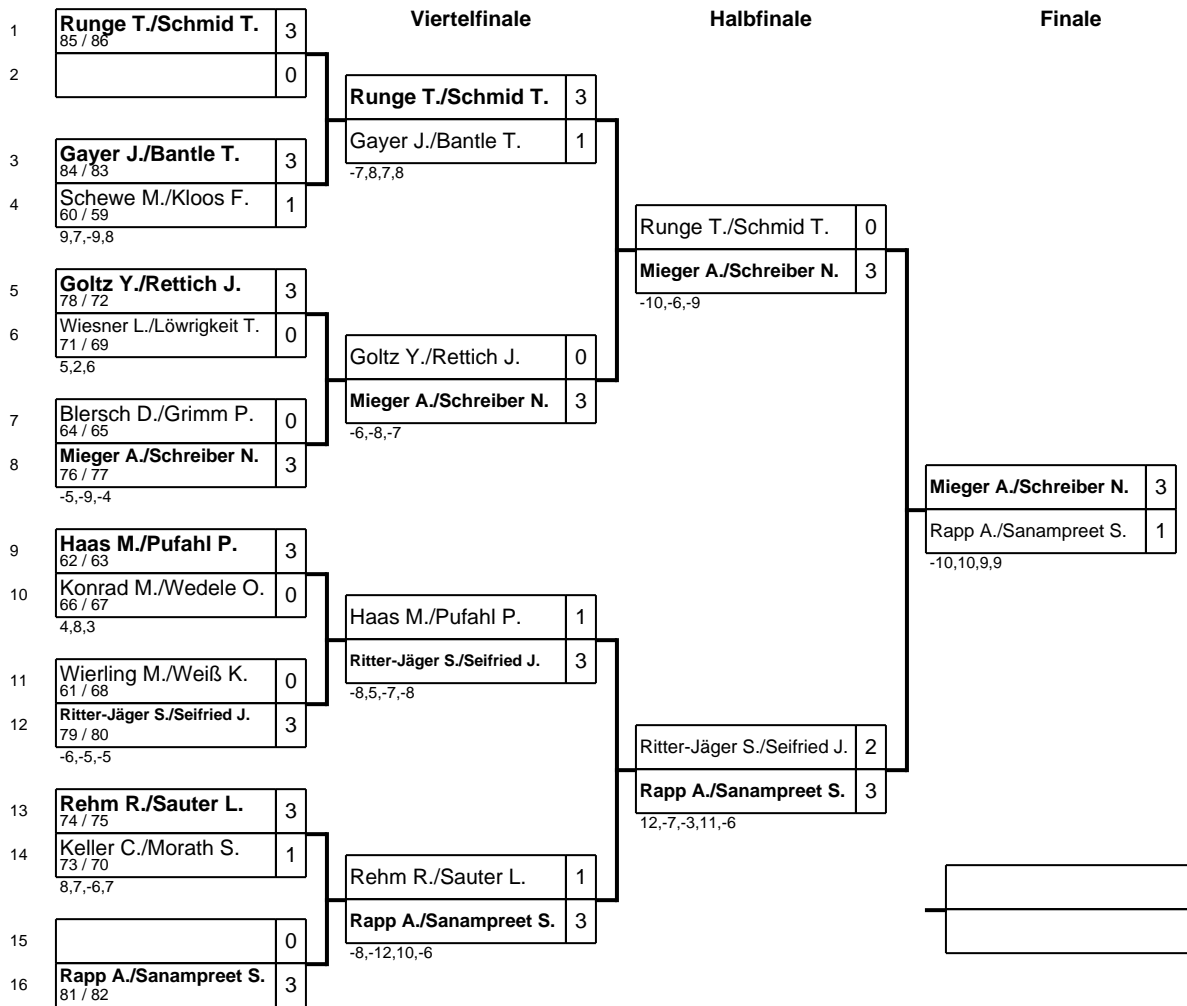 Viertelfinale
Halbfinale
Finale
1 Runge T./Schmid T. 3
85 / 86
2 0
3 Gayer J./Bantle T. 3
84 / 83
4 Schewe M./Kloos F. 1
60 / 59
9,7,-9,8
5 Goltz Y./Rettich J. 3
78 / 72
6 Wiesner L./Löwrigkeit T. 0
71 / 69
5,2,6
7 Blersch D./Grimm P. 0
64 / 65
8 Mieger A./Schreiber N. 3
76 / 77
-5,-9,-4
9 Haas M./Pufahl P. 3
62 / 63
10 Konrad M./Wedele O. 0
66 / 67
4,8,3
11 Wierling M./Weiß K. 0
61 / 68
12 Ritter-Jäger S./Seifried J. 3
79 / 80
-6,-5,-5
13 Rehm R./Sauter L. 3
74 / 75
14 Keller C./Morath S. 1
73 / 70
8,7,-6,7
15 0
16 Rapp A./Sanampreet S. 3
81 / 82
Runge T./Schmid T. 3
Gayer J./Bantle T. 1
-7,8,7,8
Goltz Y./Rettich J. 0
Mieger A./Schreiber N. 3
-6,-8,-7
Haas M./Pufahl P. 1
Ritter-Jäger S./Seifried J. 3
-8,5,-7,-8
Rehm R./Sauter L. 1
Rapp A./Sanampreet S. 3
-8,-12,10,-6
Runge T./Schmid T. 0
Mieger A./Schreiber N. 3
-10,-6,-9
Ritter-Jäger S./Seifried J. 2
Rapp A./Sanampreet S. 3
12,-7,-3,11,-6
Mieger A./Schreiber N. 3
Rapp A./Sanampreet S. 1
-10,10,9,9